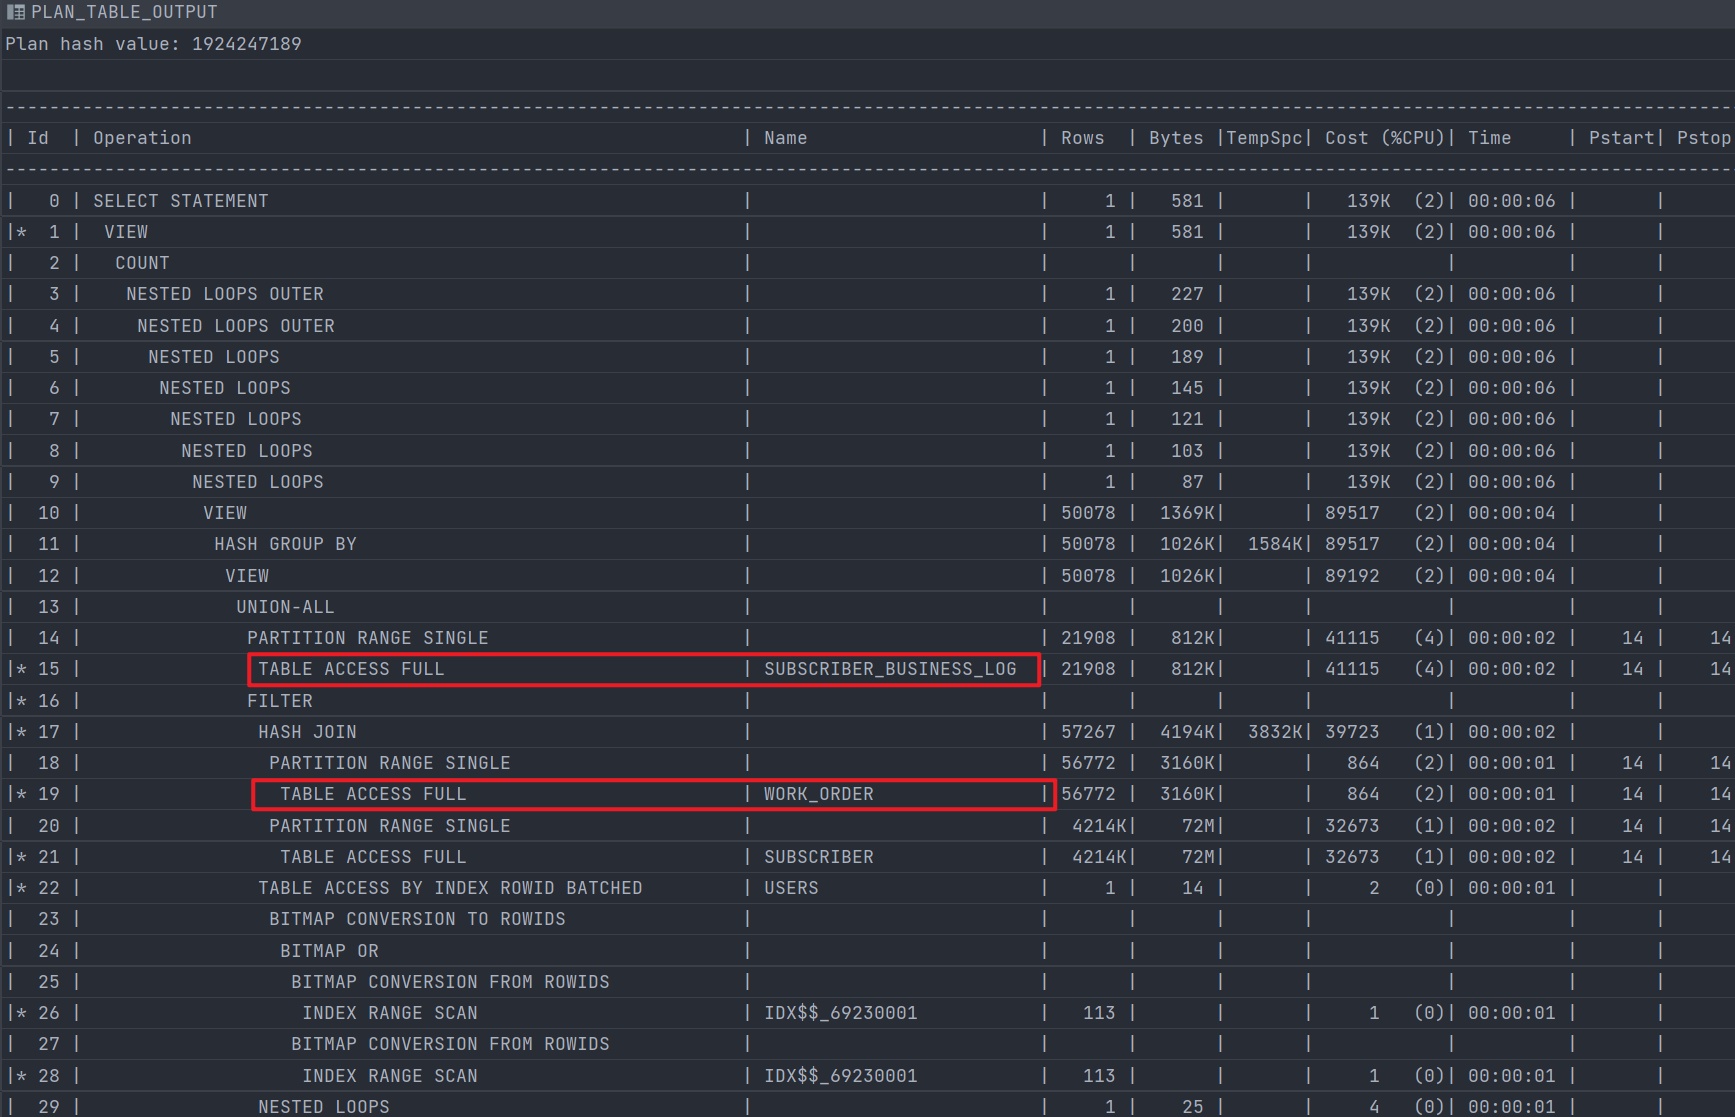 PLAN_TABLE_OUTPUT
Plan hash value: 1924247189
--------------------------------------------------------------------------------------------------------------------------------------------------------------
| Id  | Operation                                                  | Name                      | Rows  | Bytes |TempSpc| Cost (%CPU)| Time     | Pstart| Pstop
--------------------------------------------------------------------------------------------------------------------------------------------------------------
|   0 | SELECT STATEMENT                                           |                           |     1 |   581 |       |   139K  (2)| 00:00:06 |       |
|*  1 |  VIEW                                                      |                           |     1 |   581 |       |   139K  (2)| 00:00:06 |       |
|   2 |   COUNT                                                    |                           |       |       |       |            |          |       |
|   3 |    NESTED LOOPS OUTER                                      |                           |     1 |   227 |       |   139K  (2)| 00:00:06 |       |
|   4 |     NESTED LOOPS OUTER                                     |                           |     1 |   200 |       |   139K  (2)| 00:00:06 |       |
|   5 |      NESTED LOOPS                                          |                           |     1 |   189 |       |   139K  (2)| 00:00:06 |       |
|   6 |       NESTED LOOPS                                         |                           |     1 |   145 |       |   139K  (2)| 00:00:06 |       |
|   7 |        NESTED LOOPS                                        |                           |     1 |   121 |       |   139K  (2)| 00:00:06 |       |
|   8 |         NESTED LOOPS                                       |                           |     1 |   103 |       |   139K  (2)| 00:00:06 |       |
|   9 |          NESTED LOOPS                                      |                           |     1 |    87 |       |   139K  (2)| 00:00:06 |       |
|  10 |           VIEW                                             |                           | 50078 |  1369K|       | 89517   (2)| 00:00:04 |       |
|  11 |            HASH GROUP BY                                   |                           | 50078 |  1026K|  1584K| 89517   (2)| 00:00:04 |       |
|  12 |             VIEW                                           |                           | 50078 |  1026K|       | 89192   (2)| 00:00:04 |       |
|  13 |              UNION-ALL                                     |                           |       |       |       |            |          |       |
|  14 |               PARTITION RANGE SINGLE                       |                           | 21908 |   812K|       | 41115   (4)| 00:00:02 |    14 |    14
|* 15 |                TABLE ACCESS FULL                           | SUBSCRIBER_BUSINESS_LOG   | 21908 |   812K|       | 41115   (4)| 00:00:02 |    14 |    14
|* 16 |               FILTER                                       |                           |       |       |       |            |          |       |
|* 17 |                HASH JOIN                                   |                           | 57267 |  4194K|  3832K| 39723   (1)| 00:00:02 |       |
|  18 |                 PARTITION RANGE SINGLE                     |                           | 56772 |  3160K|       |   864   (2)| 00:00:01 |    14 |    14
|* 19 |                  TABLE ACCESS FULL                         | WORK_ORDER                | 56772 |  3160K|       |   864   (2)| 00:00:01 |    14 |    14
|  20 |                 PARTITION RANGE SINGLE                     |                           |  4214K|    72M|       | 32673   (1)| 00:00:02 |    14 |    14
|* 21 |                  TABLE ACCESS FULL                         | SUBSCRIBER                |  4214K|    72M|       | 32673   (1)| 00:00:02 |    14 |    14
|* 22 |                TABLE ACCESS BY INDEX ROWID BATCHED         | USERS                     |     1 |    14 |       |     2   (0)| 00:00:01 |       |
|  23 |                 BITMAP CONVERSION TO ROWIDS                |                           |       |       |       |            |          |       |
|  24 |                  BITMAP OR                                 |                           |       |       |       |            |          |       |
|  25 |                   BITMAP CONVERSION FROM ROWIDS            |                           |       |       |       |            |          |       |
|* 26 |                    INDEX RANGE SCAN                        | IDX$$_69230001            |   113 |       |       |     1   (0)| 00:00:01 |       |
|  27 |                   BITMAP CONVERSION FROM ROWIDS            |                           |       |       |       |            |          |       |
|* 28 |                    INDEX RANGE SCAN                        | IDX$$_69230001            |   113 |       |       |     1   (0)| 00:00:01 |       |
|  29 |                NESTED LOOPS                                |                           |     1 |    25 |       |     4   (0)| 00:00:01 |       |